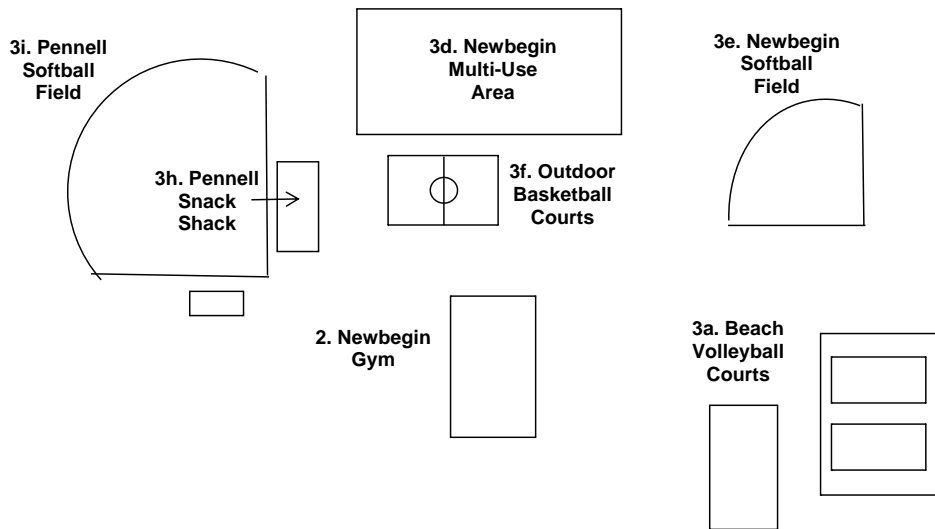 3i. Pennell
Softball
Field
3d. Newbegin
Multi-Use
Area
3e. Newbegin
Softball
Field
3h. Pennell
Snack
Shack
3f. Outdoor
Basketball
Courts
2. Newbegin
Gym
3a. Beach
Volleyball
Courts